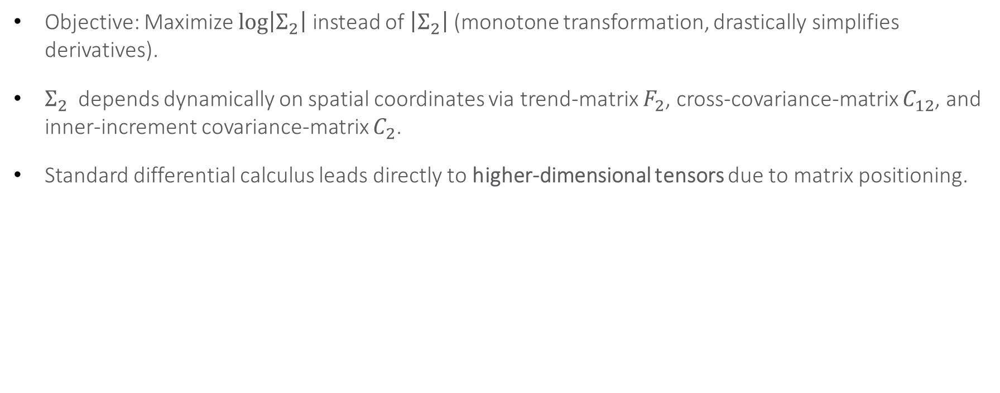 • Objective: Maximize log|Σ₂| instead of |Σ₂| (monotone transformation, drastically simplifies
derivatives).
• Σ₂ depends dynamically on spatial coordinates via trend-matrix F₂, cross-covariance-matrix C₁₂, and
inner-increment covariance-matrix C₂.
• Standard differential calculus leads directly to higher-dimensional tensors due to matrix positioning.